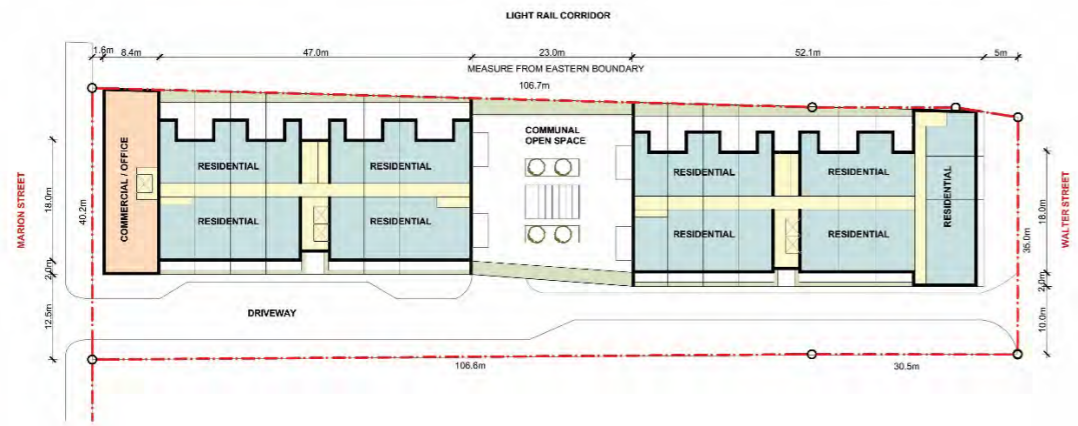 LIGHT RAIL CORRIDOR
1.6m
8.4m
47.0m
23.0m
52.1m
5m
MEASURE FROM EASTERN BOUNDARY
106.7m
COMMUNAL
OPEN SPACE
RESIDENTIAL
RESIDENTIAL
RESIDENTIAL
RESIDENTIAL
RESIDENTIAL
RESIDENTIAL
RESIDENTIAL
RESIDENTIAL
RESIDENTIAL
COMMERCIAL / OFFICE
MARION STREET
WALTER STREET
18.0m
40.2m
2.0m
12.5m
18.0m
35.0m
2.0m
10.0m
DRIVEWAY
106.6m
30.5m